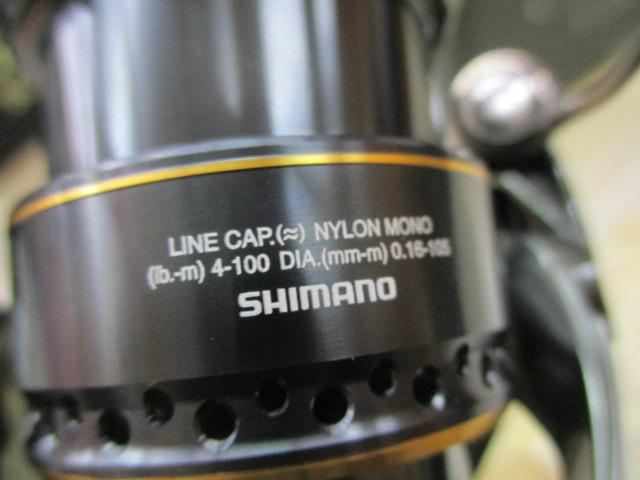 LINE CAP.(≈) NYLON MONO
(lb.-m) 4-100 DIA.(mm-m) 0.16-105
SHIMANO